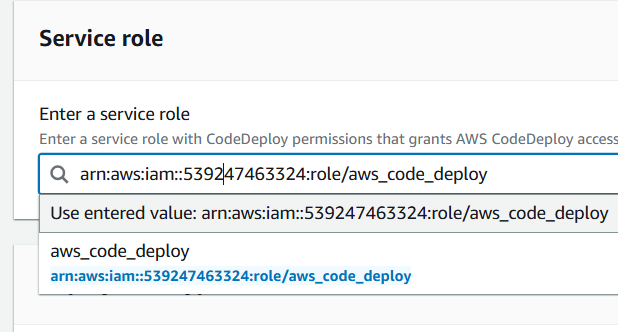 Service role
Enter a service role
Enter a service role with CodeDeploy permissions that grants AWS CodeDeploy access
arn:aws:iam::539247463324:role/aws_code_deploy
Use entered value: arn:aws:iam::539247463324:role/aws_code_deploy
aws_code_deploy
arn:aws:iam::539247463324:role/aws_code_deploy